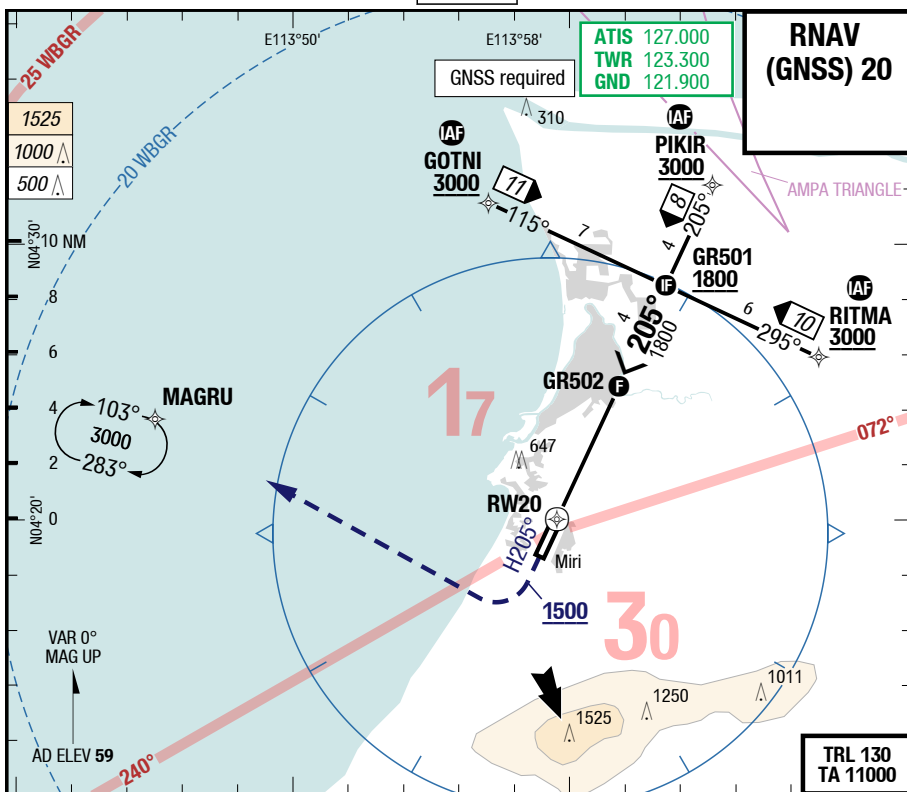 RNAV
(GNSS) 20
ATIS 127.000
TWR 123.300
GND 121.900
E113°50'
E113°58'
GNSS required
25 WBGR
20 WBGR
1525
1000
500
310
IAF
GOTNI
3000
11
115°
7
IAF
PIKIR
3000
8
205°
4
AMPA TRIANGLE
GR501
1800
IF
IAF
RITMA
3000
10
295°
6
N04°30'
10 NM
8
6
4
2
0
N04°20'
4
205°
1800
GR502
F
MAGRU
103°
3000
283°
17
072°
647
RW20
H205°
Miri
1500
30
VAR 0°
MAG UP
AD ELEV 59
240°
1525
1250
1011
TRL 130
TA 11000